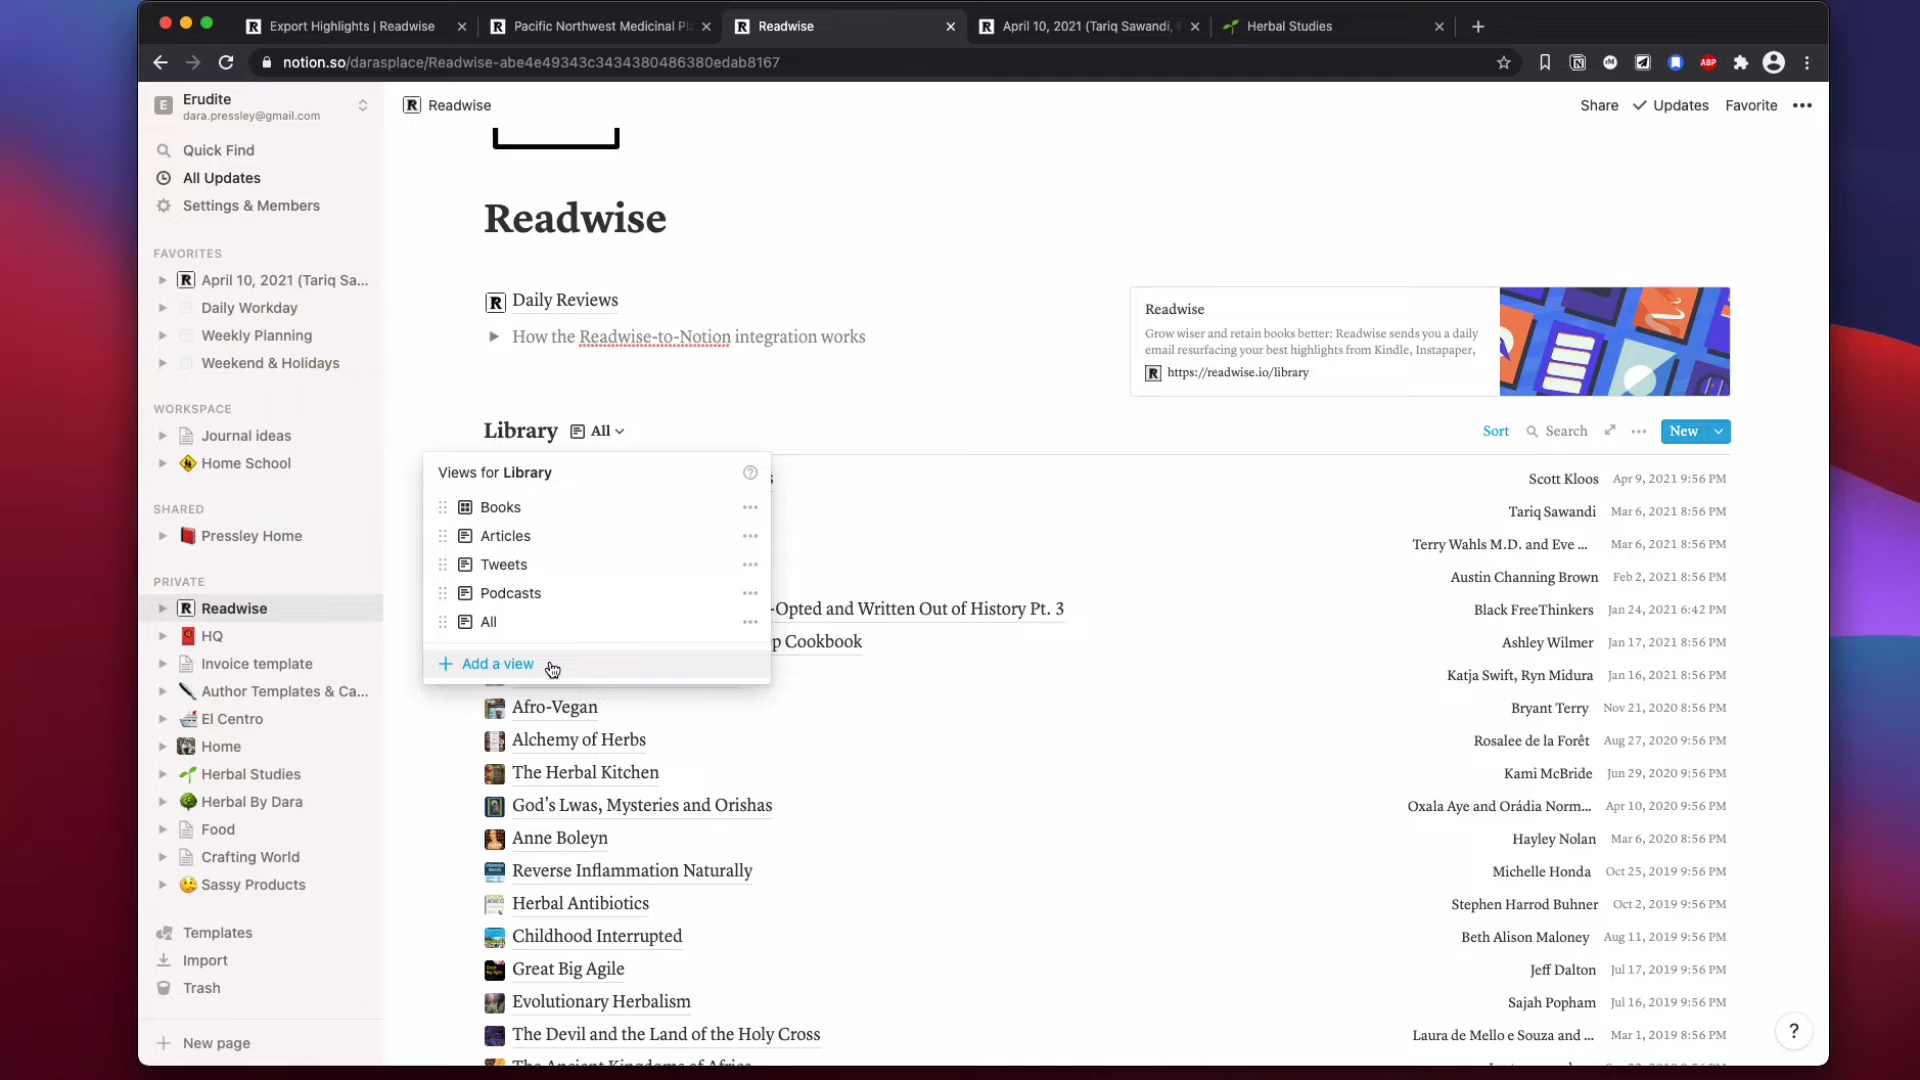 Export Highlights | Readwise
Pacific Northwest Medicinal Pl
Readwise
April 10, 2021 (Tariq Sawandi,
Herbal Studies
notion.so/darasplace/Readwise-abe4e49343c3434380486380edab8167
ABP
E Erudite
dara.pressley@gmail.com
Readwise
Share Updates Favorite
Quick Find
All Updates
Settings & Members
FAVORITES
April 10, 2021 (Tariq Sa...
Daily Workday
Weekly Planning
Weekend & Holidays
WORKSPACE
Journal ideas
Home School
SHARED
Pressley Home
PRIVATE
Readwise
HQ
Invoice template
Author Templates & Ca...
El Centro
Home
Herbal Studies
Herbal By Dara
Food
Crafting World
Sassy Products
Templates
Import
Trash
New page
Readwise
Daily Reviews
How the Readwise-to-Notion integration works
Readwise
Grow wiser and retain books better: Readwise sends you a daily
email resurfacing your best highlights from Kindle, Instapaper,
https://readwise.io/library
Library All
Sort Search New
Views for Library
Books
Articles
Tweets
Podcasts
All
Add a view
Scott Kloos Apr 9, 2021 9:56 PM
Tariq Sawandi Mar 6, 2021 8:56 PM
Terry Wahls M.D. and Eve ... Mar 6, 2021 8:56 PM
Austin Channing Brown Feb 2, 2021 8:56 PM
-Opted and Written Out of History Pt. 3 Black FreeThinkers Jan 24, 2021 6:42 PM
p Cookbook Ashley Wilmer Jan 17, 2021 8:56 PM
Katja Swift, Ryn Midura Jan 16, 2021 8:56 PM
Afro-Vegan Bryant Terry Nov 21, 2020 8:56 PM
Alchemy of Herbs Rosalee de la Forêt Aug 27, 2020 9:56 PM
The Herbal Kitchen Kami McBride Jun 29, 2020 9:56 PM
God's Lwas, Mysteries and Orishas Oxala Aye and Orádia Norm... Apr 10, 2020 9:56 PM
Anne Boleyn Hayley Nolan Mar 6, 2020 8:56 PM
Reverse Inflammation Naturally Michelle Honda Oct 25, 2019 9:56 PM
Herbal Antibiotics Stephen Harrod Buhner Oct 2, 2019 9:56 PM
Childhood Interrupted Beth Alison Maloney Aug 11, 2019 9:56 PM
Great Big Agile Jeff Dalton Jul 17, 2019 9:56 PM
Evolutionary Herbalism Sajah Popham Jul 16, 2019 9:56 PM
The Devil and the Land of the Holy Cross Laura de Mello e Souza and ... Mar 1, 2019 8:56 PM
The Ancient Kingdoms of Africa